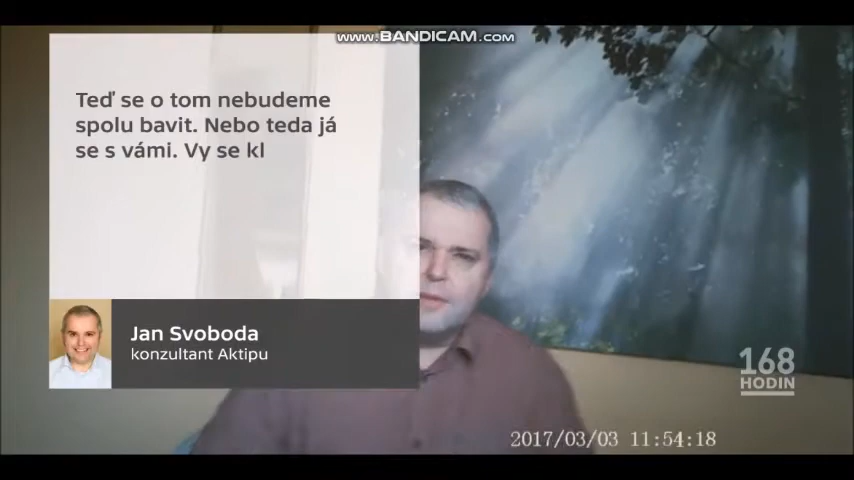 www.BANDICAM.com
Teď se o tom nebudeme
spolu bavit. Nebo teda já
se s vámi. Vy se kl
Jan Svoboda
konzultant Aktipu
168
HODIN
2017/03/03 11:54:18